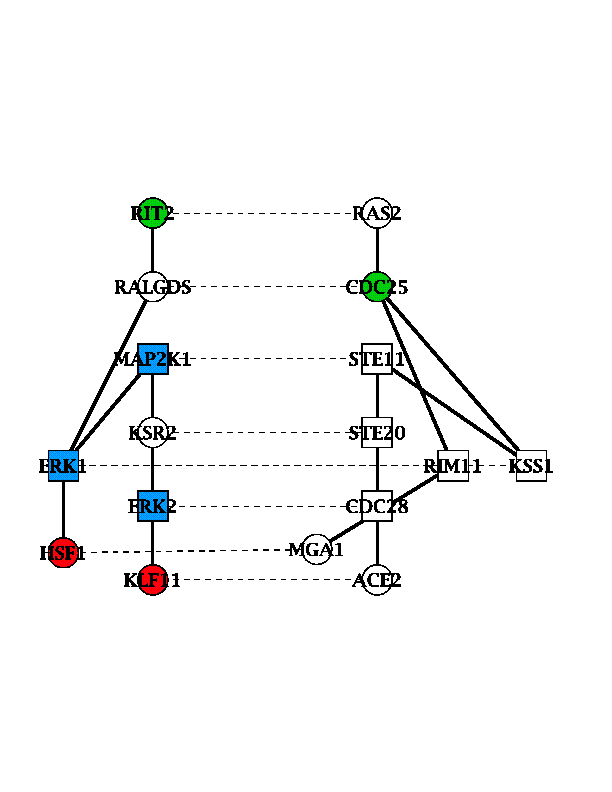 RIT2 RAS2
RALGDS CDC25
MAP2K1 STE11
KSR2 STE20
ERK1 RIM11 KSS1
ERK2 CDC28
HSF1 MGA1
KLF11 ACE2